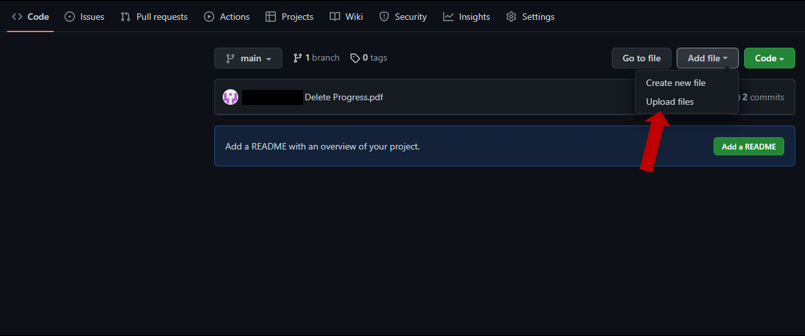 Code Issues Pull requests Actions Projects Wiki Security Insights Settings
main 1 branch 0 tags Go to file Add file Code
Create new file
Delete Progress.pdf 2 commits
Upload files
Add a README with an overview of your project. Add a README